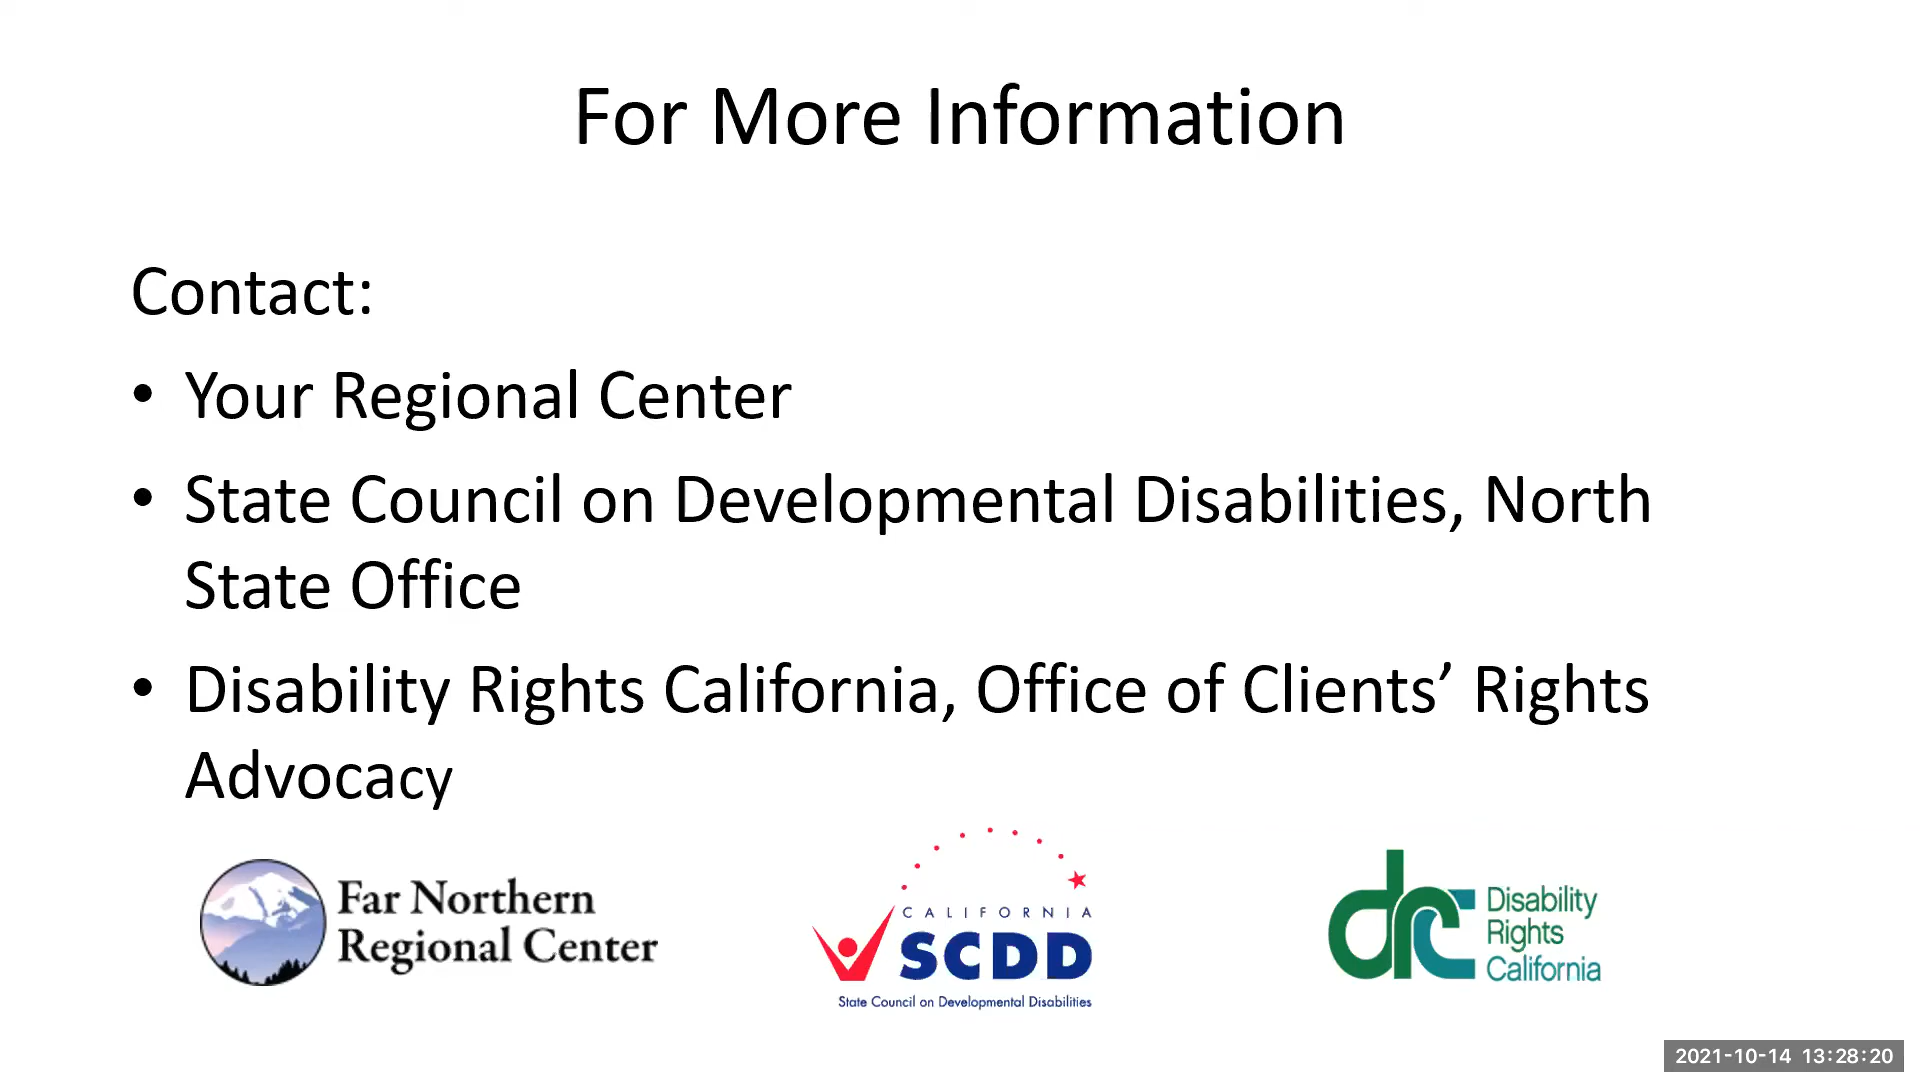 For More Information
Contact:
• Your Regional Center
• State Council on Developmental Disabilities, North
State Office
• Disability Rights California, Office of Clients’ Rights
Advocacy
Far Northern
Regional Center
CALIFORNIA
SCDD
State Council on Developmental Disabilities
drc
Disability
Rights
California
2021-10-14 13:28:20